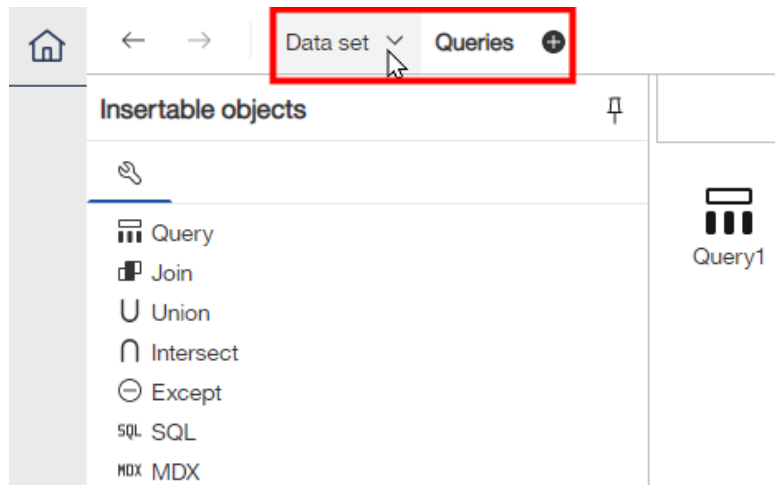 Data set Queries
Insertable objects
Query
Query1
Join
Union
Intersect
Except
SQL SQL
MDX MDX